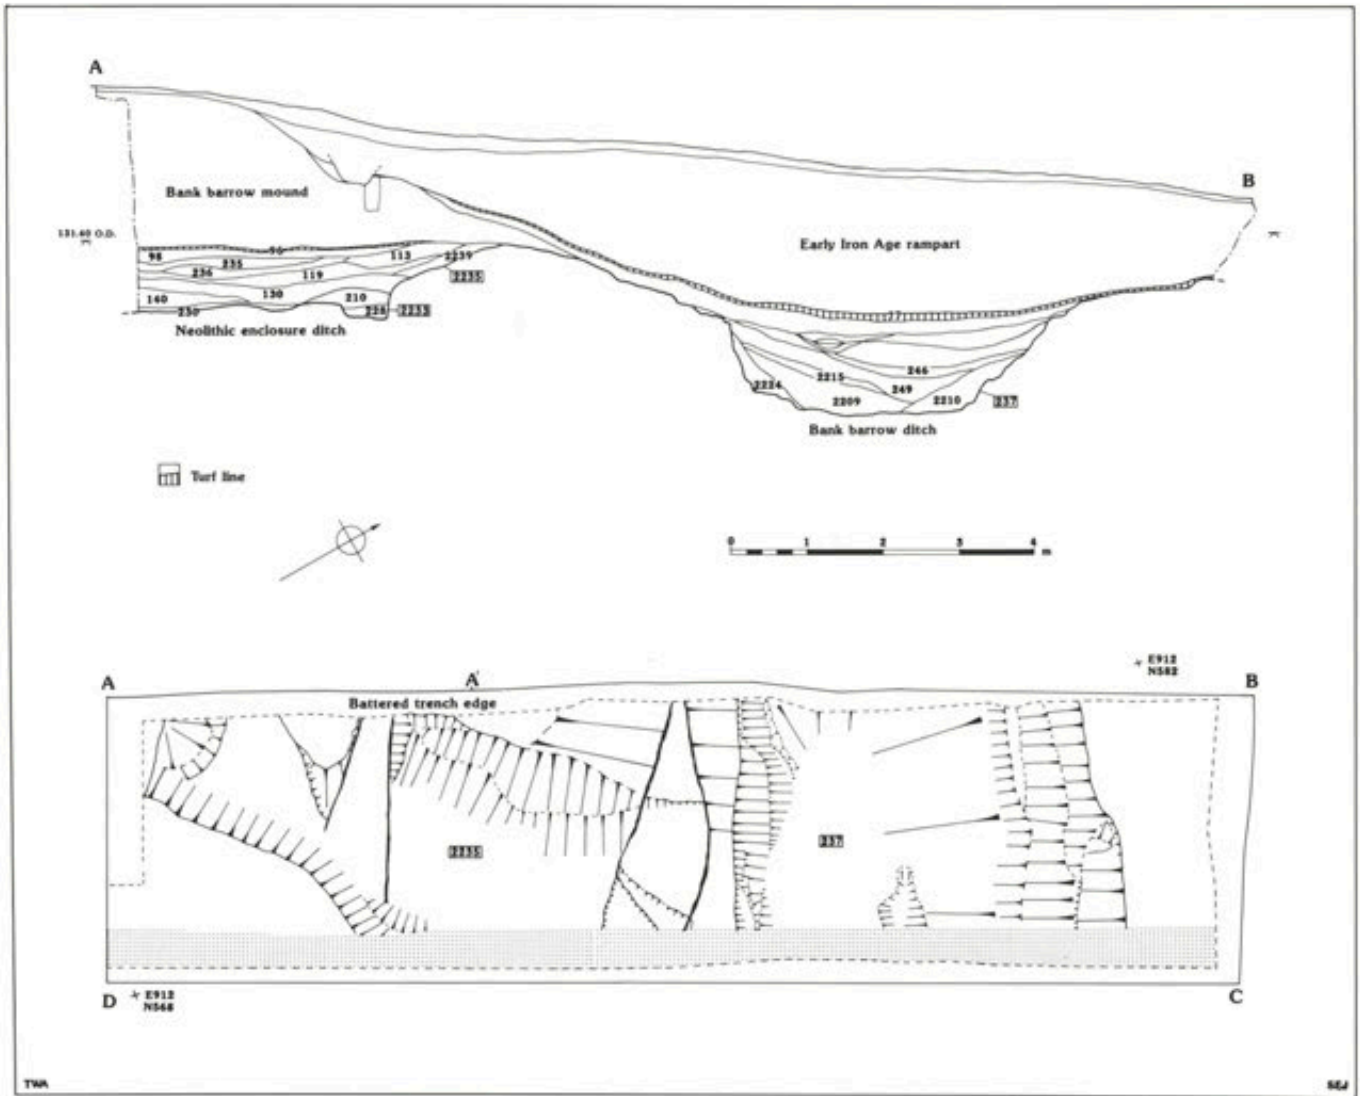 A
B
Bank barrow mound
131.40 O.D.
Early Iron Age rampart
98
236
235
119
113
2239
2235
140
130
210
228
2233
230
Neolithic enclosure ditch
77
246
2215
249
2224
2209
2210
237
Bank barrow ditch
Turf line
0 1 2 3 4 m
E912
N582
A A' B
Battered trench edge
2235
237
D
E912
N568
C
TWA
SEJ